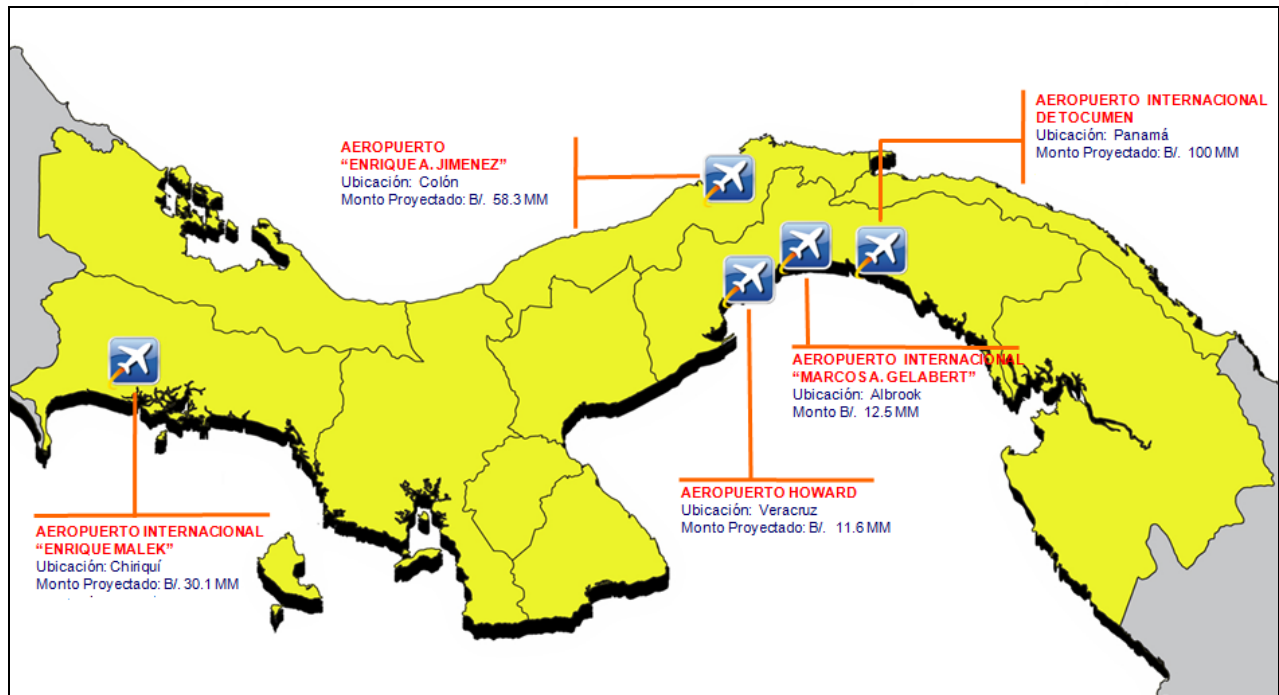 AEROPUERTO INTERNACIONAL
DE TOCUMEN
Ubicación: Panamá
Monto Proyectado: B/. 100 MM
AEROPUERTO
“ENRIQUE A. JIMENEZ”
Ubicación: Colón
Monto Proyectado: B/. 58.3 MM
AEROPUERTO INTERNACIONAL
“MARCOS A. GELABERT”
Ubicación: Albrook
Monto B/. 12.5 MM
AEROPUERTO HOWARD
Ubicación: Veracruz
Monto Proyectado: B/. 11.6 MM
AEROPUERTO INTERNACIONAL
“ENRIQUE MALEK”
Ubicación: Chiriquí
Monto Proyectado: B/. 30.1 MM